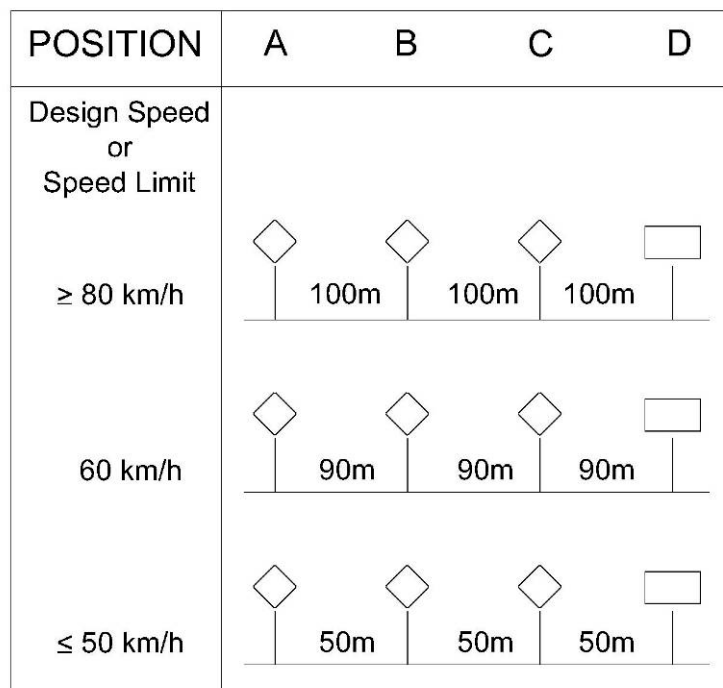 POSITION A B C D
Design Speed
or
Speed Limit
≥ 80 km/h 100m 100m 100m
60 km/h 90m 90m 90m
≤ 50 km/h 50m 50m 50m